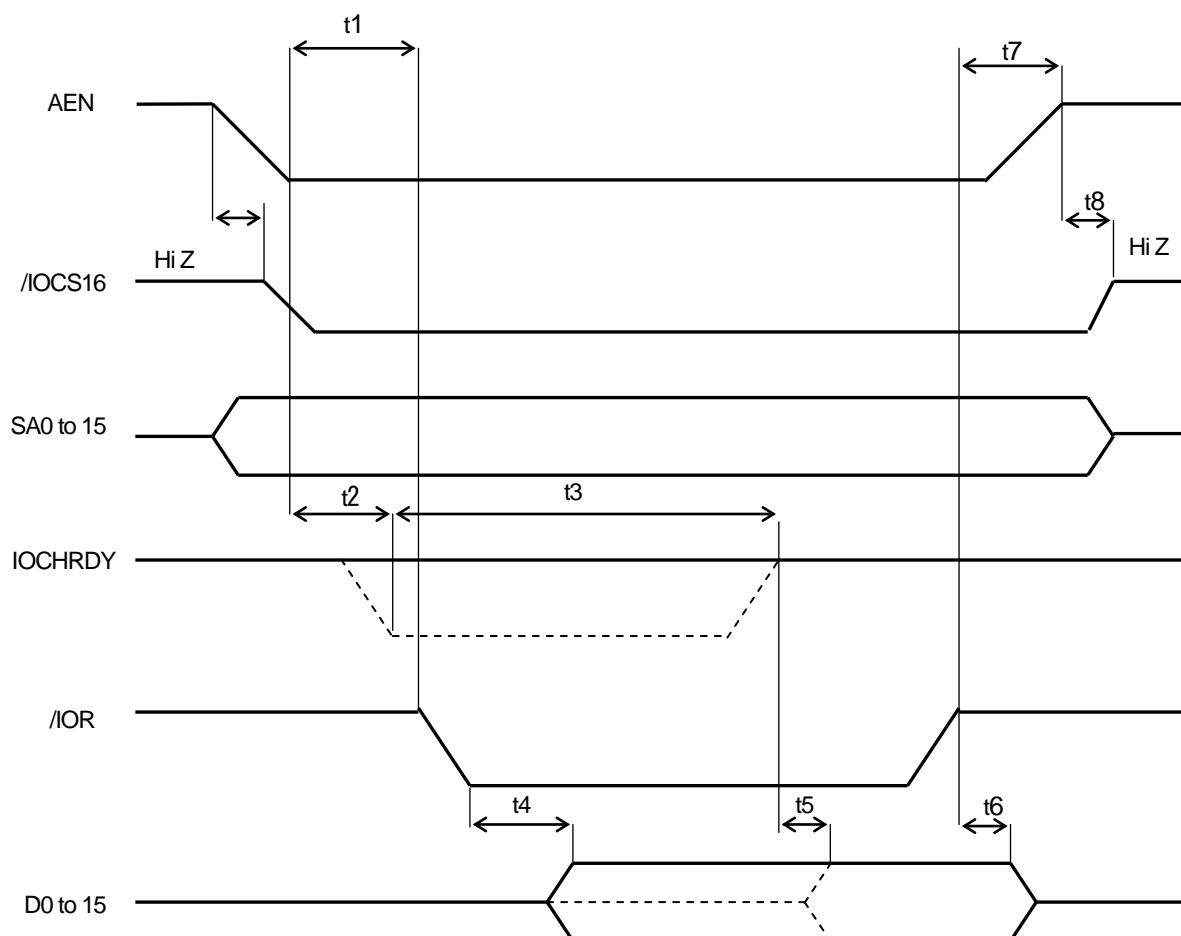 t1
t7
AEN
t8
Hi Z
Hi Z
/IOCS16
SA0 to 15
t2
t3
IOCHRDY
/IOR
t4
t5
t6
D0 to 15